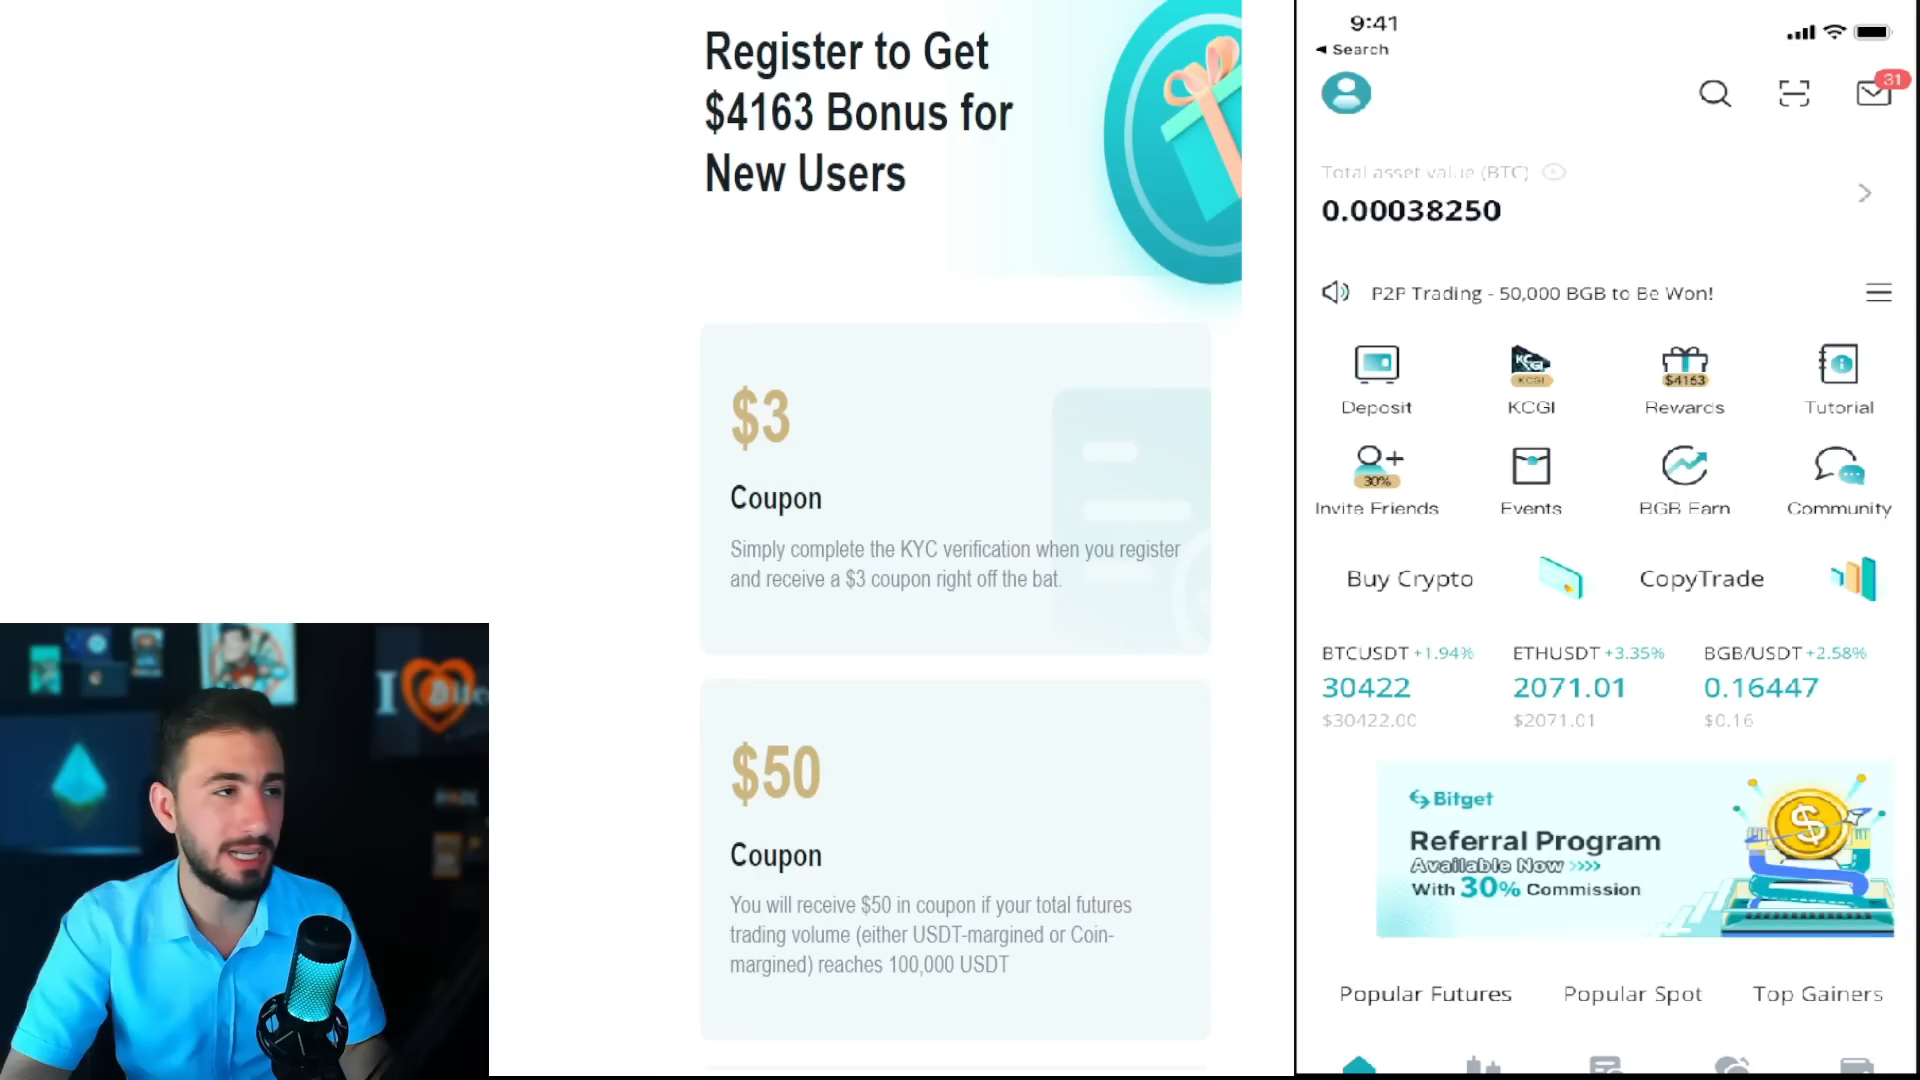 Register to Get
$4163 Bonus for
New Users
$3
Coupon
Simply complete the KYC verification when you register
and receive a $3 coupon right off the bat.
$50
Coupon
You will receive $50 in coupon if your total futures
trading volume (either USDT-margined or Coin-
margined) reaches 100,000 USDT
9:41
Search
31
Total asset value (BTC)
0.00038250
P2P Trading - 50,000 BGB to Be Won!
KCGI
$4163
Deposit
KCGI
Rewards
Tutorial
30%
Invite Friends
Events
BGB Earn
Community
Buy Crypto
CopyTrade
BTCUSDT +1.94%
ETHUSDT +3.35%
BGB/USDT +2.58%
30422
2071.01
0.16447
$30422.00
$2071.01
$0.16
Bitget
Referral Program
Available Now >>>>
With 30% Commission
Popular Futures
Popular Spot
Top Gainers
I